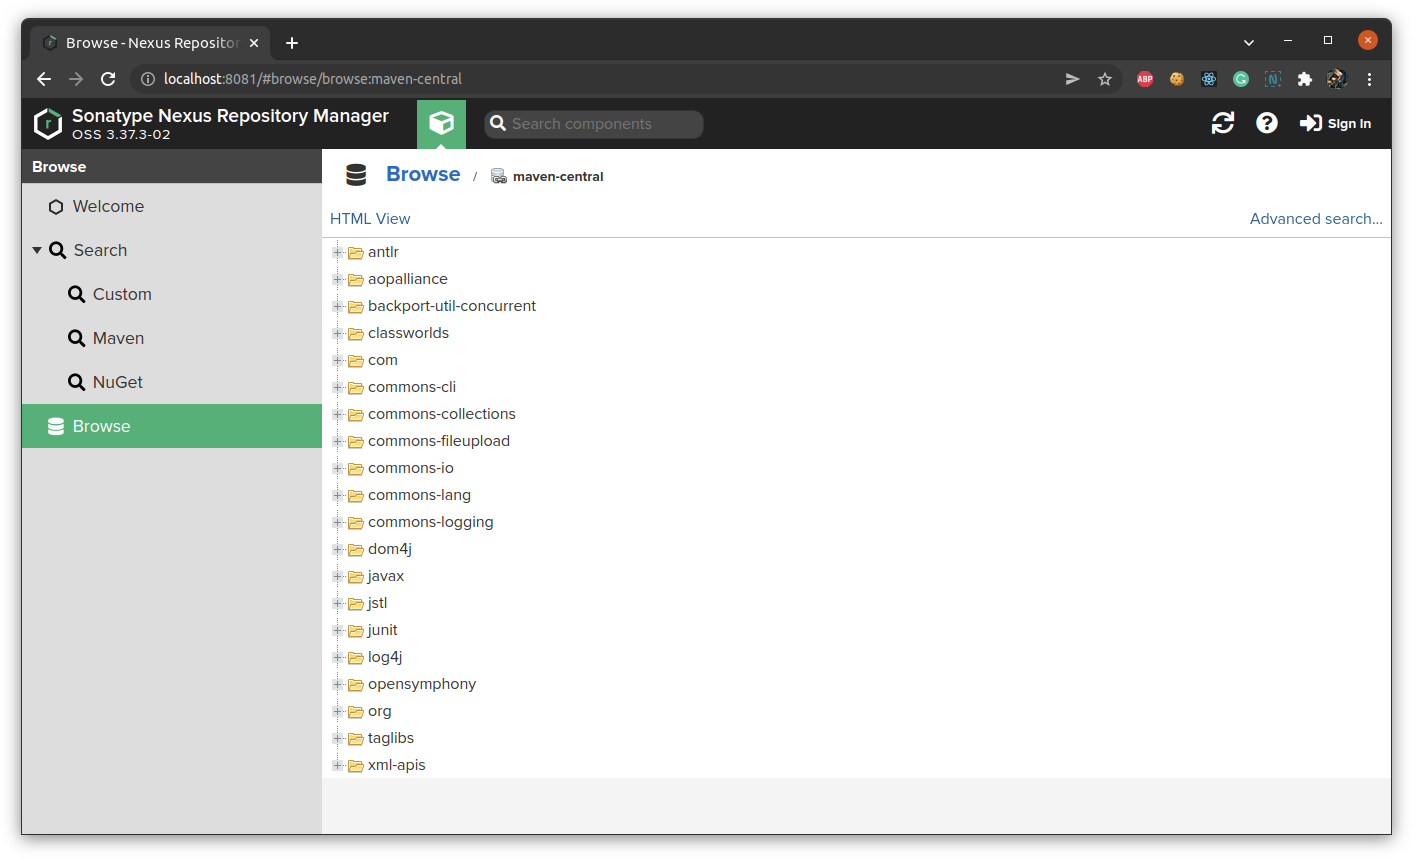 Browse - Nexus Repositor
localhost:8081/#browse/browse:maven-central
ABP
Sonatype Nexus Repository Manager
OSS 3.37.3-02
Search components
Sign in
Browse
Welcome
Search
Custom
Maven
NuGet
Browse
Browse / maven-central
HTML View
Advanced search...
antlr
aopalliance
backport-util-concurrent
classworlds
com
commons-cli
commons-collections
commons-fileupload
commons-io
commons-lang
commons-logging
dom4j
javax
jstl
junit
log4j
opensymphony
org
taglibs
xml-apis